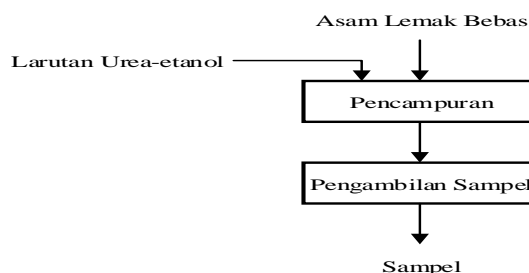 Asam Lemak Bebas
Larutan Urea-etanol
Pencampuran
Pengambilan Sampel
Sampel